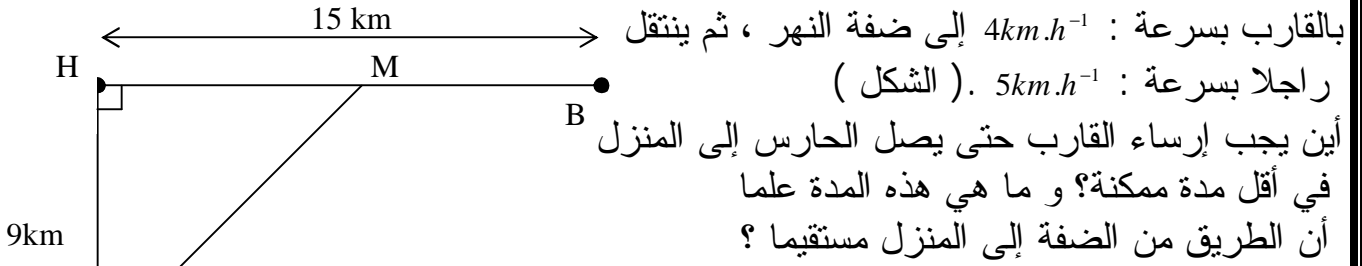 بالقارب بسرعة : 4km.h⁻¹ إلى ضفة النهر ، ثم ينتقل
راجلا بسرعة : 5km.h⁻¹ .( الشكل )
أين يجب إرساء القارب حتى يصل الحارس إلى المنزل
في أقل مدة ممكنة؟ و ما هي هذه المدة علما
أن الطريق من الضفة إلى المنزل مستقيما ؟
15 km
H
M
B
9km